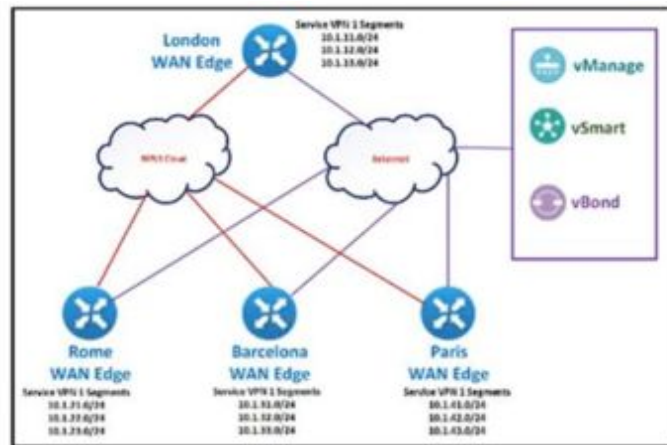 Service VPN 1 Segments
10.1.11.0/24
10.1.12.0/24
10.1.13.0/24
London
WAN Edge
vManage
MPLS Cloud
Internet
vSmart
vBond
Rome
WAN Edge
Service VPN 1 Segments
10.1.21.0/24
10.1.22.0/24
10.1.23.0/24
Barcelona
WAN Edge
Service VPN 1 Segments
10.1.31.0/24
10.1.32.0/24
10.1.33.0/24
Paris
WAN Edge
Service VPN 1 Segments
10.1.41.0/24
10.1.42.0/24
10.1.43.0/24